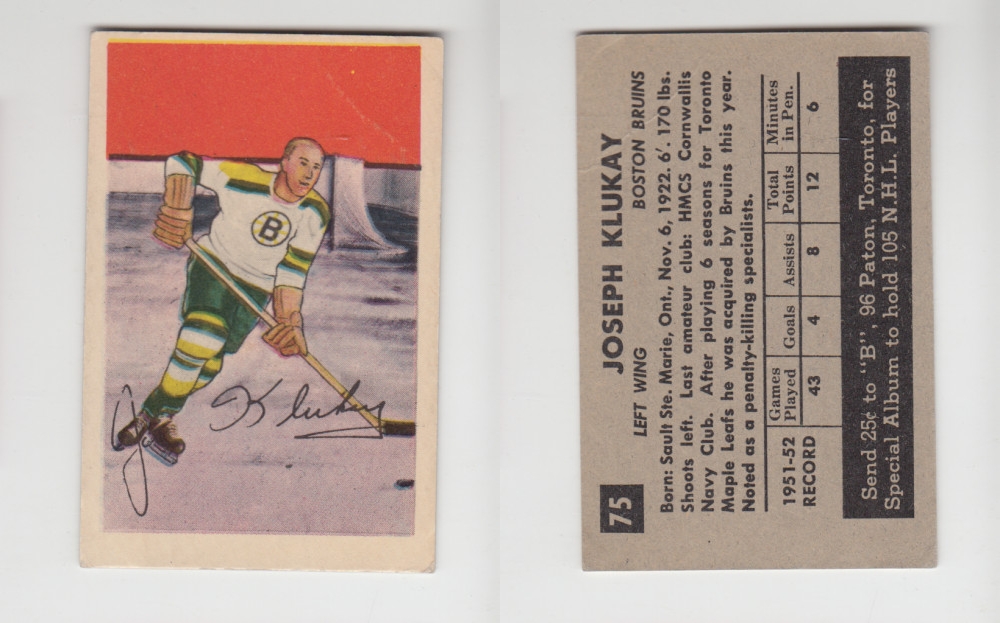 B
J Klukay
75
JOSEPH KLUKAY
LEFT WING BOSTON BRUINS
Born: Sault Ste. Marie, Ont., Nov. 6, 1922. 6'. 170 lbs.
Shoots left. Last amateur club: HMCS Cornwallis
Navy Club. After playing 6 seasons for Toronto
Maple Leafs he was acquired by Bruins this year.
Noted as a penalty-killing specialists.
1951-52 RECORD
Games Played Goals Assists Total Points Minutes in Pen.
43 4 8 12 6
Send 25¢ to "B", 96 Paton, Toronto, for
Special Album to hold 105 N.H.L. Players